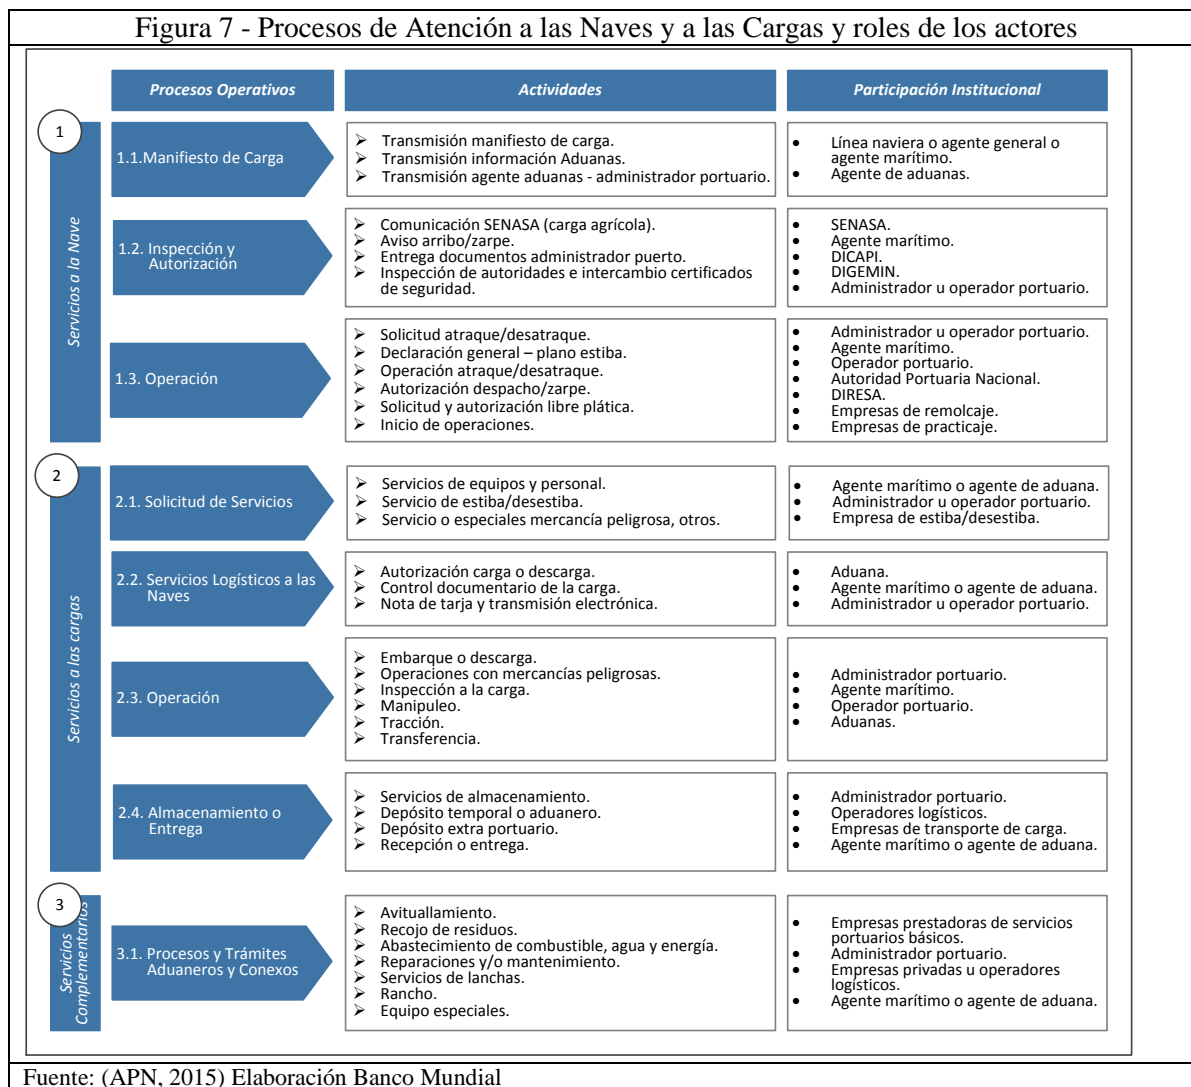 Figura 7 - Procesos de Atención a las Naves y a las Cargas y roles de los actores
Procesos Operativos
Actividades
Participación Institucional
1
Servicios a la Nave
1.1.Manifiesto de Carga
➤ Transmisión manifiesto de carga.
➤ Transmisión información Aduanas.
➤ Transmisión agente aduanas - administrador portuario.
• Línea naviera o agente general o
agente marítimo.
• Agente de aduanas.
1.2. Inspección y
Autorización
➤ Comunicación SENASA (carga agrícola).
➤ Aviso arribo/zarpe.
➤ Entrega documentos administrador puerto.
➤ Inspección de autoridades e intercambio certificados
de seguridad.
• SENASA.
• Agente marítimo.
• DICAPI.
• DIGEMIN.
• Administrador u operador portuario.
1.3. Operación
➤ Solicitud atraque/desatraque.
➤ Declaración general – plano estiba.
➤ Operación atraque/desatraque.
➤ Autorización despacho/zarpe.
➤ Solicitud y autorización libre plática.
➤ Inicio de operaciones.
• Administrador u operador portuario.
• Agente marítimo.
• Operador portuario.
• Autoridad Portuaria Nacional.
• DIRESA.
• Empresas de remolcaje.
• Empresas de practicaje.
2
Servicios a las cargas
2.1. Solicitud de Servicios
➤ Servicios de equipos y personal.
➤ Servicio de estiba/desestiba.
➤ Servicio o especiales mercancía peligrosa, otros.
• Agente marítimo o agente de aduana.
• Administrador u operador portuario.
• Empresa de estiba/desestiba.
2.2. Servicios Logísticos a las
Naves
➤ Autorización carga o descarga.
➤ Control documentario de la carga.
➤ Nota de tarja y transmisión electrónica.
• Aduana.
• Agente marítimo o agente de aduana.
• Administrador u operador portuario.
2.3. Operación
➤ Embarque o descarga.
➤ Operaciones con mercancías peligrosas.
➤ Inspección a la carga.
➤ Manipuleo.
➤ Tracción.
➤ Transferencia.
• Administrador portuario.
• Agente marítimo.
• Operador portuario.
• Aduanas.
2.4. Almacenamiento o
Entrega
➤ Servicios de almacenamiento.
➤ Depósito temporal o aduanero.
➤ Depósito extra portuario.
➤ Recepción o entrega.
• Administrador portuario.
• Operadores logísticos.
• Empresas de transporte de carga.
• Agente marítimo o agente de aduana.
3
Servicios
Complementarios
3.1. Procesos y Trámites
Aduaneros y Conexos
➤ Avituallamiento.
➤ Recojo de residuos.
➤ Abastecimiento de combustible, agua y energía.
➤ Reparaciones y/o mantenimiento.
➤ Servicios de lanchas.
➤ Rancho.
➤ Equipo especiales.
• Empresas prestadoras de servicios
portuarios básicos.
• Administrador portuario.
• Empresas privadas u operadores
logísticos.
• Agente marítimo o agente de aduana.
Fuente: (APN, 2015) Elaboración Banco Mundial